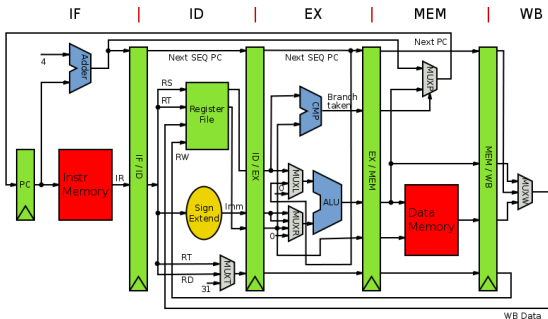 IF | ID | EX | MEM | WB
Next PC
Next SEQ PC
Next SEQ PC
4
Adder
RS
RT
Register
File
RW
CMP
Branch
taken
MUXP
PC
Instr
Memory
IR
IF / ID
ID / EX
EX / MEM
MEM / WB
Sign
Extend
Imm
0
MUXL
MUXR
0
ALU
Data
Memory
MUXW
RT
RD
31
MUXT
WB Data